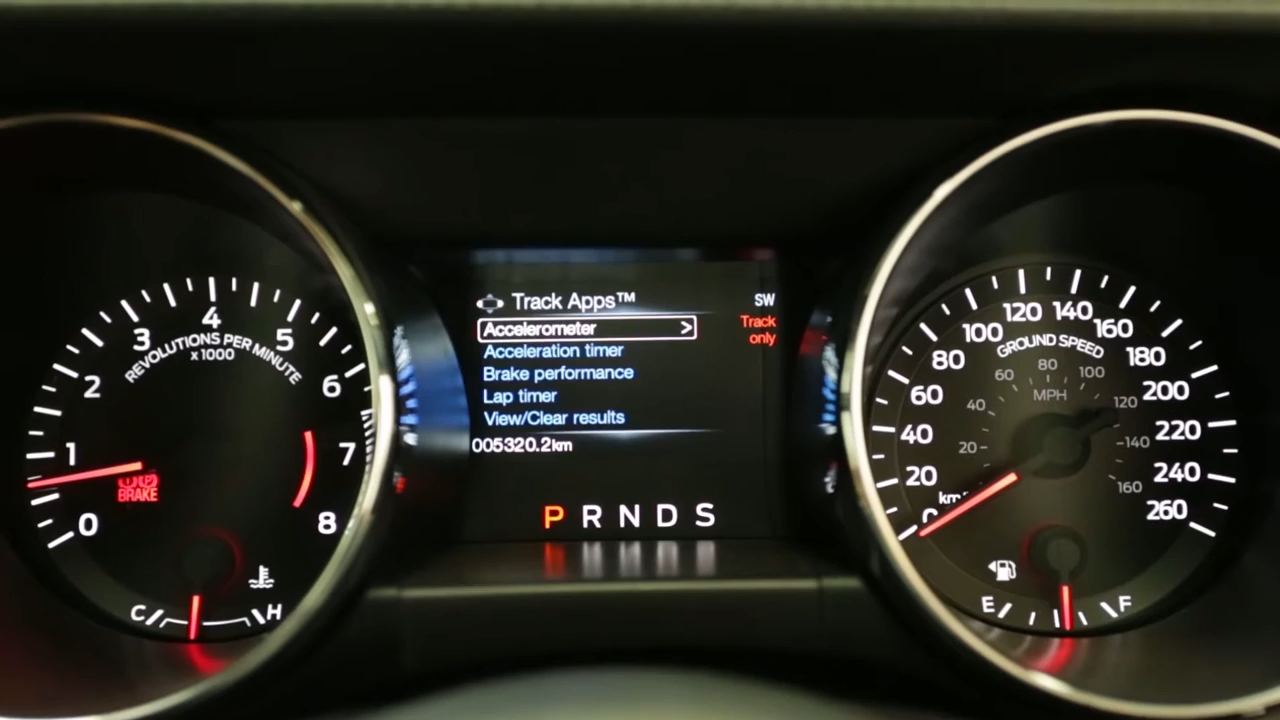 Track Apps™
SW
Accelerometer >
Track
only
Acceleration timer
Brake performance
Lap timer
View/Clear results
005320.2km
P R N D S
0
1
2
3
4
5
6
7
8
REVOLUTIONS PER MINUTE
x1000
BRAKE
C H
0
20
40
60
80
100
120
140
160
180
200
220
240
260
GROUND SPEED
20
40
60
80
100
120
140
160
MPH
E F